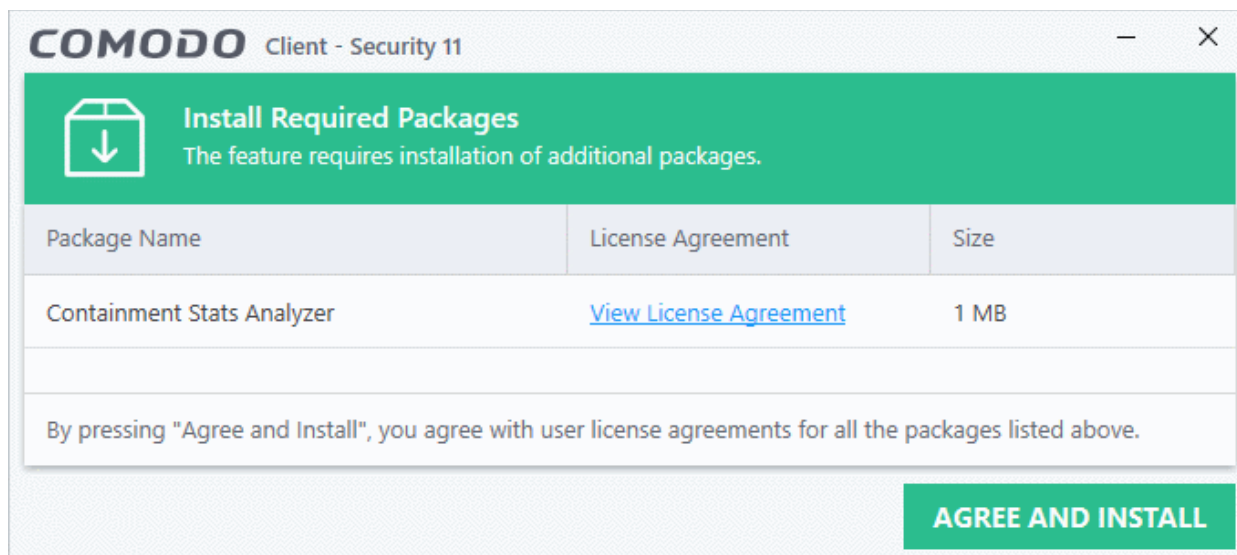 COMODO Client - Security 11
Install Required Packages
The feature requires installation of additional packages.
Package Name License Agreement Size
Containment Stats Analyzer View License Agreement 1 MB
By pressing "Agree and Install", you agree with user license agreements for all the packages listed above.
AGREE AND INSTALL